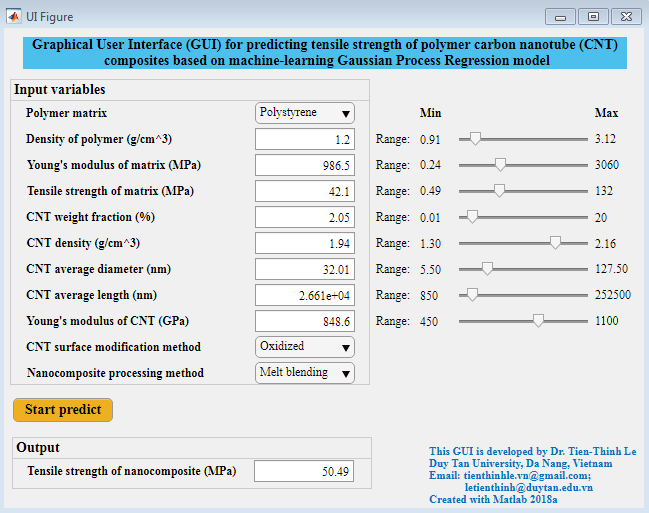 UI Figure
Graphical User Interface (GUI) for predicting tensile strength of polymer carbon nanotube (CNT)
composites based on machine-learning Gaussian Process Regression model
Input variables
Polymer matrix Polystyrene Min Max
Density of polymer (g/cm^3) 1.2 Range: 0.91 3.12
Young's modulus of matrix (MPa) 986.5 Range: 0.24 3060
Tensile strength of matrix (MPa) 42.1 Range: 0.49 132
CNT weight fraction (%) 2.05 Range: 0.01 20
CNT density (g/cm^3) 1.94 Range: 1.30 2.16
CNT average diameter (nm) 32.01 Range: 5.50 127.50
CNT average length (nm) 2.661e+04 Range: 850 252500
Young's modulus of CNT (GPa) 848.6 Range: 450 1100
CNT surface modification method Oxidized
Nanocomposite processing method Melt blending
Start predict
Output
Tensile strength of nanocomposite (MPa) 50.49
This GUI is developed by Dr. Tien-Thinh Le
Duy Tan University, Da Nang, Vietnam
Email: tienthinhle.vn@gmail.com;
letienthinh@duytan.edu.vn
Created with Matlab 2018a